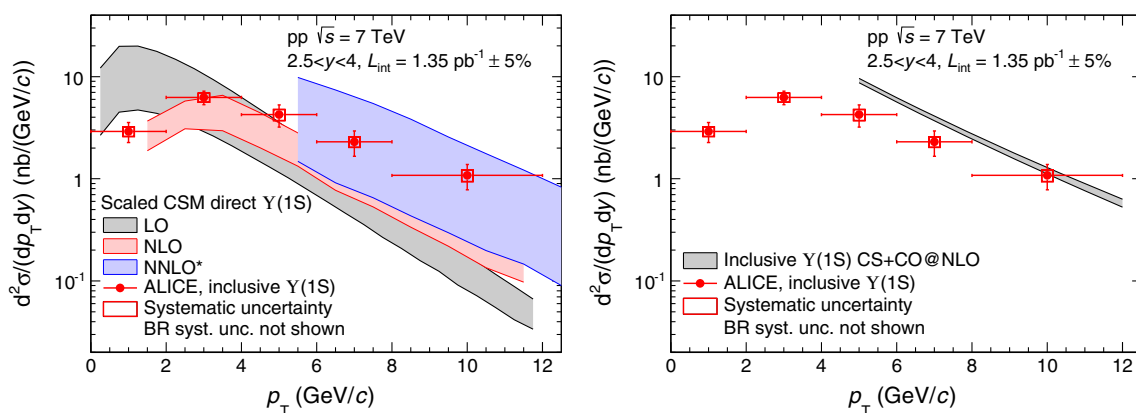 d²σ/(dp_T dy) (nb/(GeV/c))
10
1
10⁻¹
pp √s = 7 TeV
2.5<y<4, L_int = 1.35 pb⁻¹ ± 5%
Scaled CSM direct ϒ(1S)
LO
NLO
NNLO*
ALICE, inclusive ϒ(1S)
Systematic uncertainty
BR syst. unc. not shown
0 2 4 6 8 10 12
p_T (GeV/c)
d²σ/(dp_T dy) (nb/(GeV/c))
10
1
10⁻¹
pp √s = 7 TeV
2.5<y<4, L_int = 1.35 pb⁻¹ ± 5%
Inclusive ϒ(1S) CS+CO@NLO
ALICE, inclusive ϒ(1S)
Systematic uncertainty
BR syst. unc. not shown
0 2 4 6 8 10 12
p_T (GeV/c)